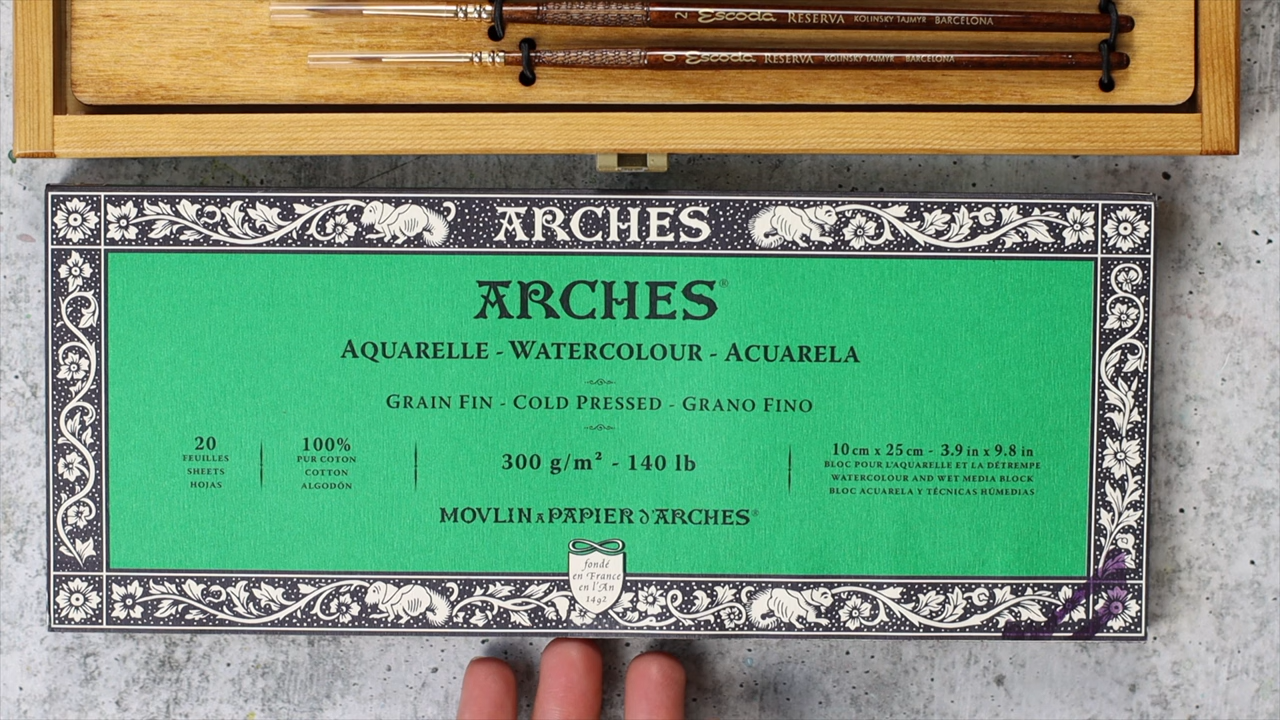 2 Escoda RESERVA KOLINSKY TAJMYR BARCELONA
0 Escoda RESERVA KOLINSKY TAJMYR BARCELONA
ARCHES
ARCHES®
AQUARELLE - WATERCOLOUR - ACUARELA
GRAIN FIN - COLD PRESSED - GRANO FINO
20
FEUILLES
SHEETS
HOJAS
100%
PUR COTON
COTTON
ALGODÓN
300 g/m² - 140 lb
10 cm x 25 cm - 3.9 in x 9.8 in
BLOC POUR L'AQUARELLE ET LA DÉTREMPE
WATERCOLOUR AND WET MEDIA BLOCK
BLOC ACUARELA Y TÉCNICAS HÚMEDIAS
MOVLIN A PAPIER D'ARCHES®
fondé
en France
en l'An
1492